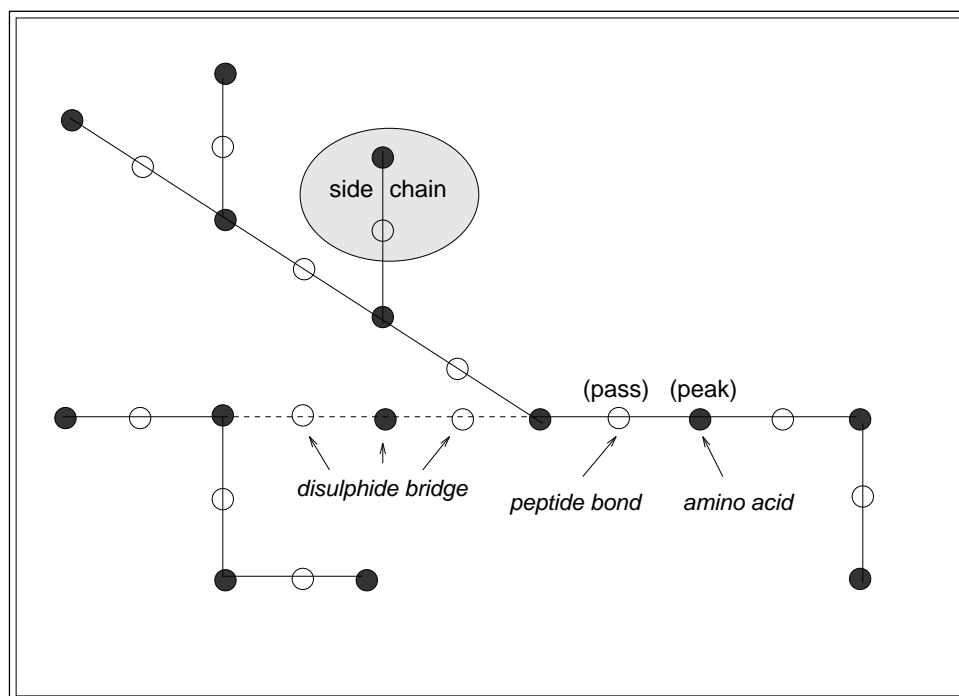 side chain
(pass) (peak)
disulphide bridge
peptide bond amino acid